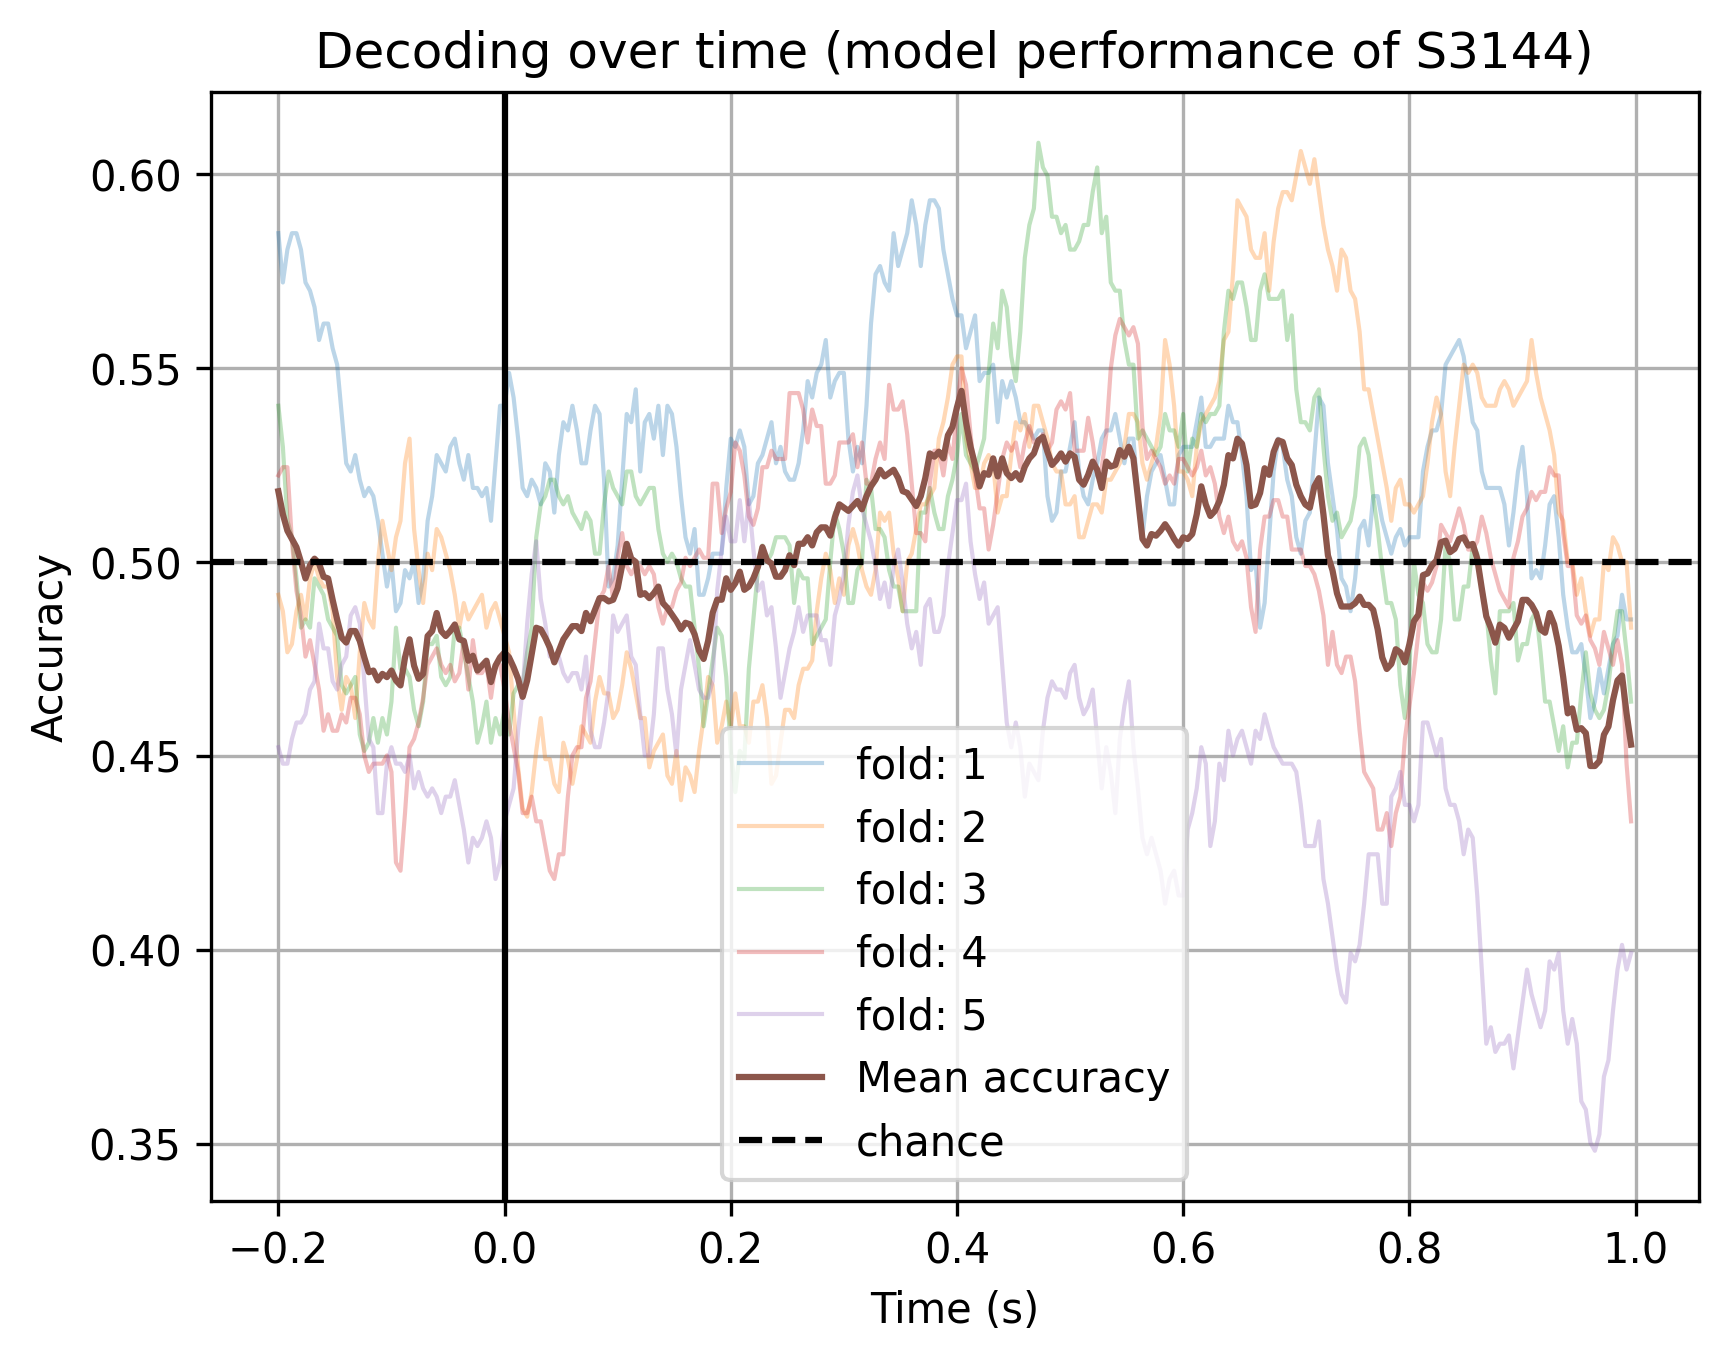 Decoding over time (model performance of S3144)
Accuracy
0.60
0.55
0.50
0.45
0.40
0.35
fold: 1
fold: 2
fold: 3
fold: 4
fold: 5
Mean accuracy
chance
−0.2 0.0 0.2 0.4 0.6 0.8 1.0
Time (s)